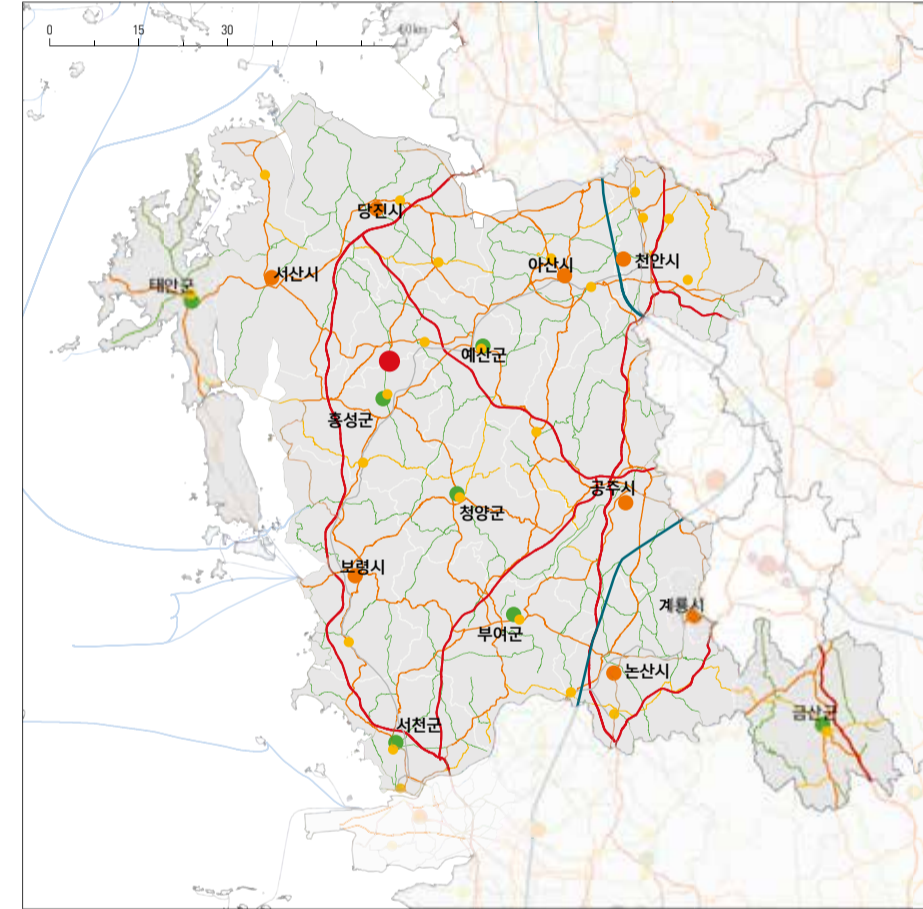 0 15 30 60km
당진시
아산시
천안시
서산시
태안군
예산군
홍성군
공주시
청양군
보령시
계룡시
부여군
논산시
금산군
서천군